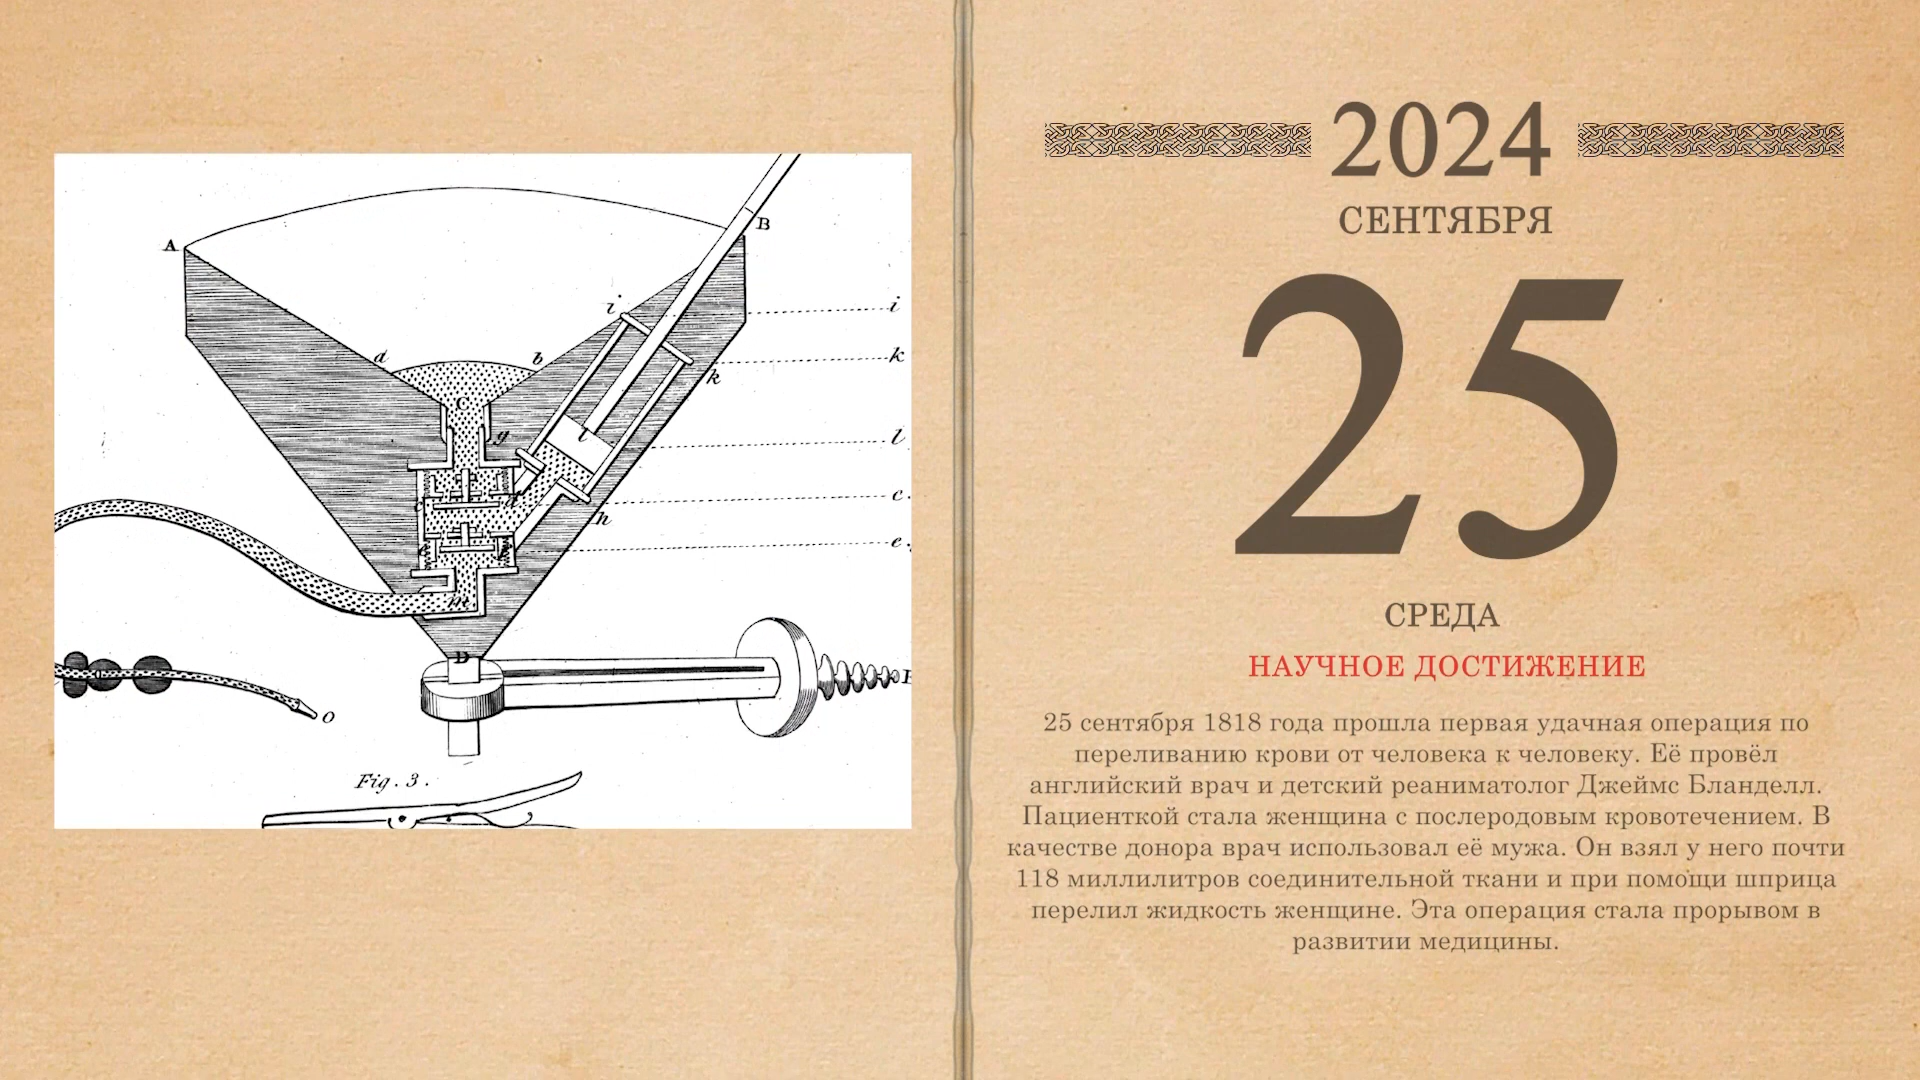 A
B
i
i
a
b
k
k
C
g
l
l
c
d
c.
h
e
e
k
e.
m
D
O
Fig. 3.
2024
СЕНТЯБРЯ
25
СРЕДА
НАУЧНОЕ ДОСТИЖЕНИЕ
25 сентября 1818 года прошла первая удачная операция по
переливанию крови от человека к человеку. Её провёл
английский врач и детский реаниматолог Джеймс Бланделл.
Пациенткой стала женщина с послеродовым кровотечением. В
качестве донора врач использовал её мужа. Он взял у него почти
118 миллилитров соединительной ткани и при помощи шприца
перелил жидкость женщине. Эта операция стала прорывом в
развитии медицины.